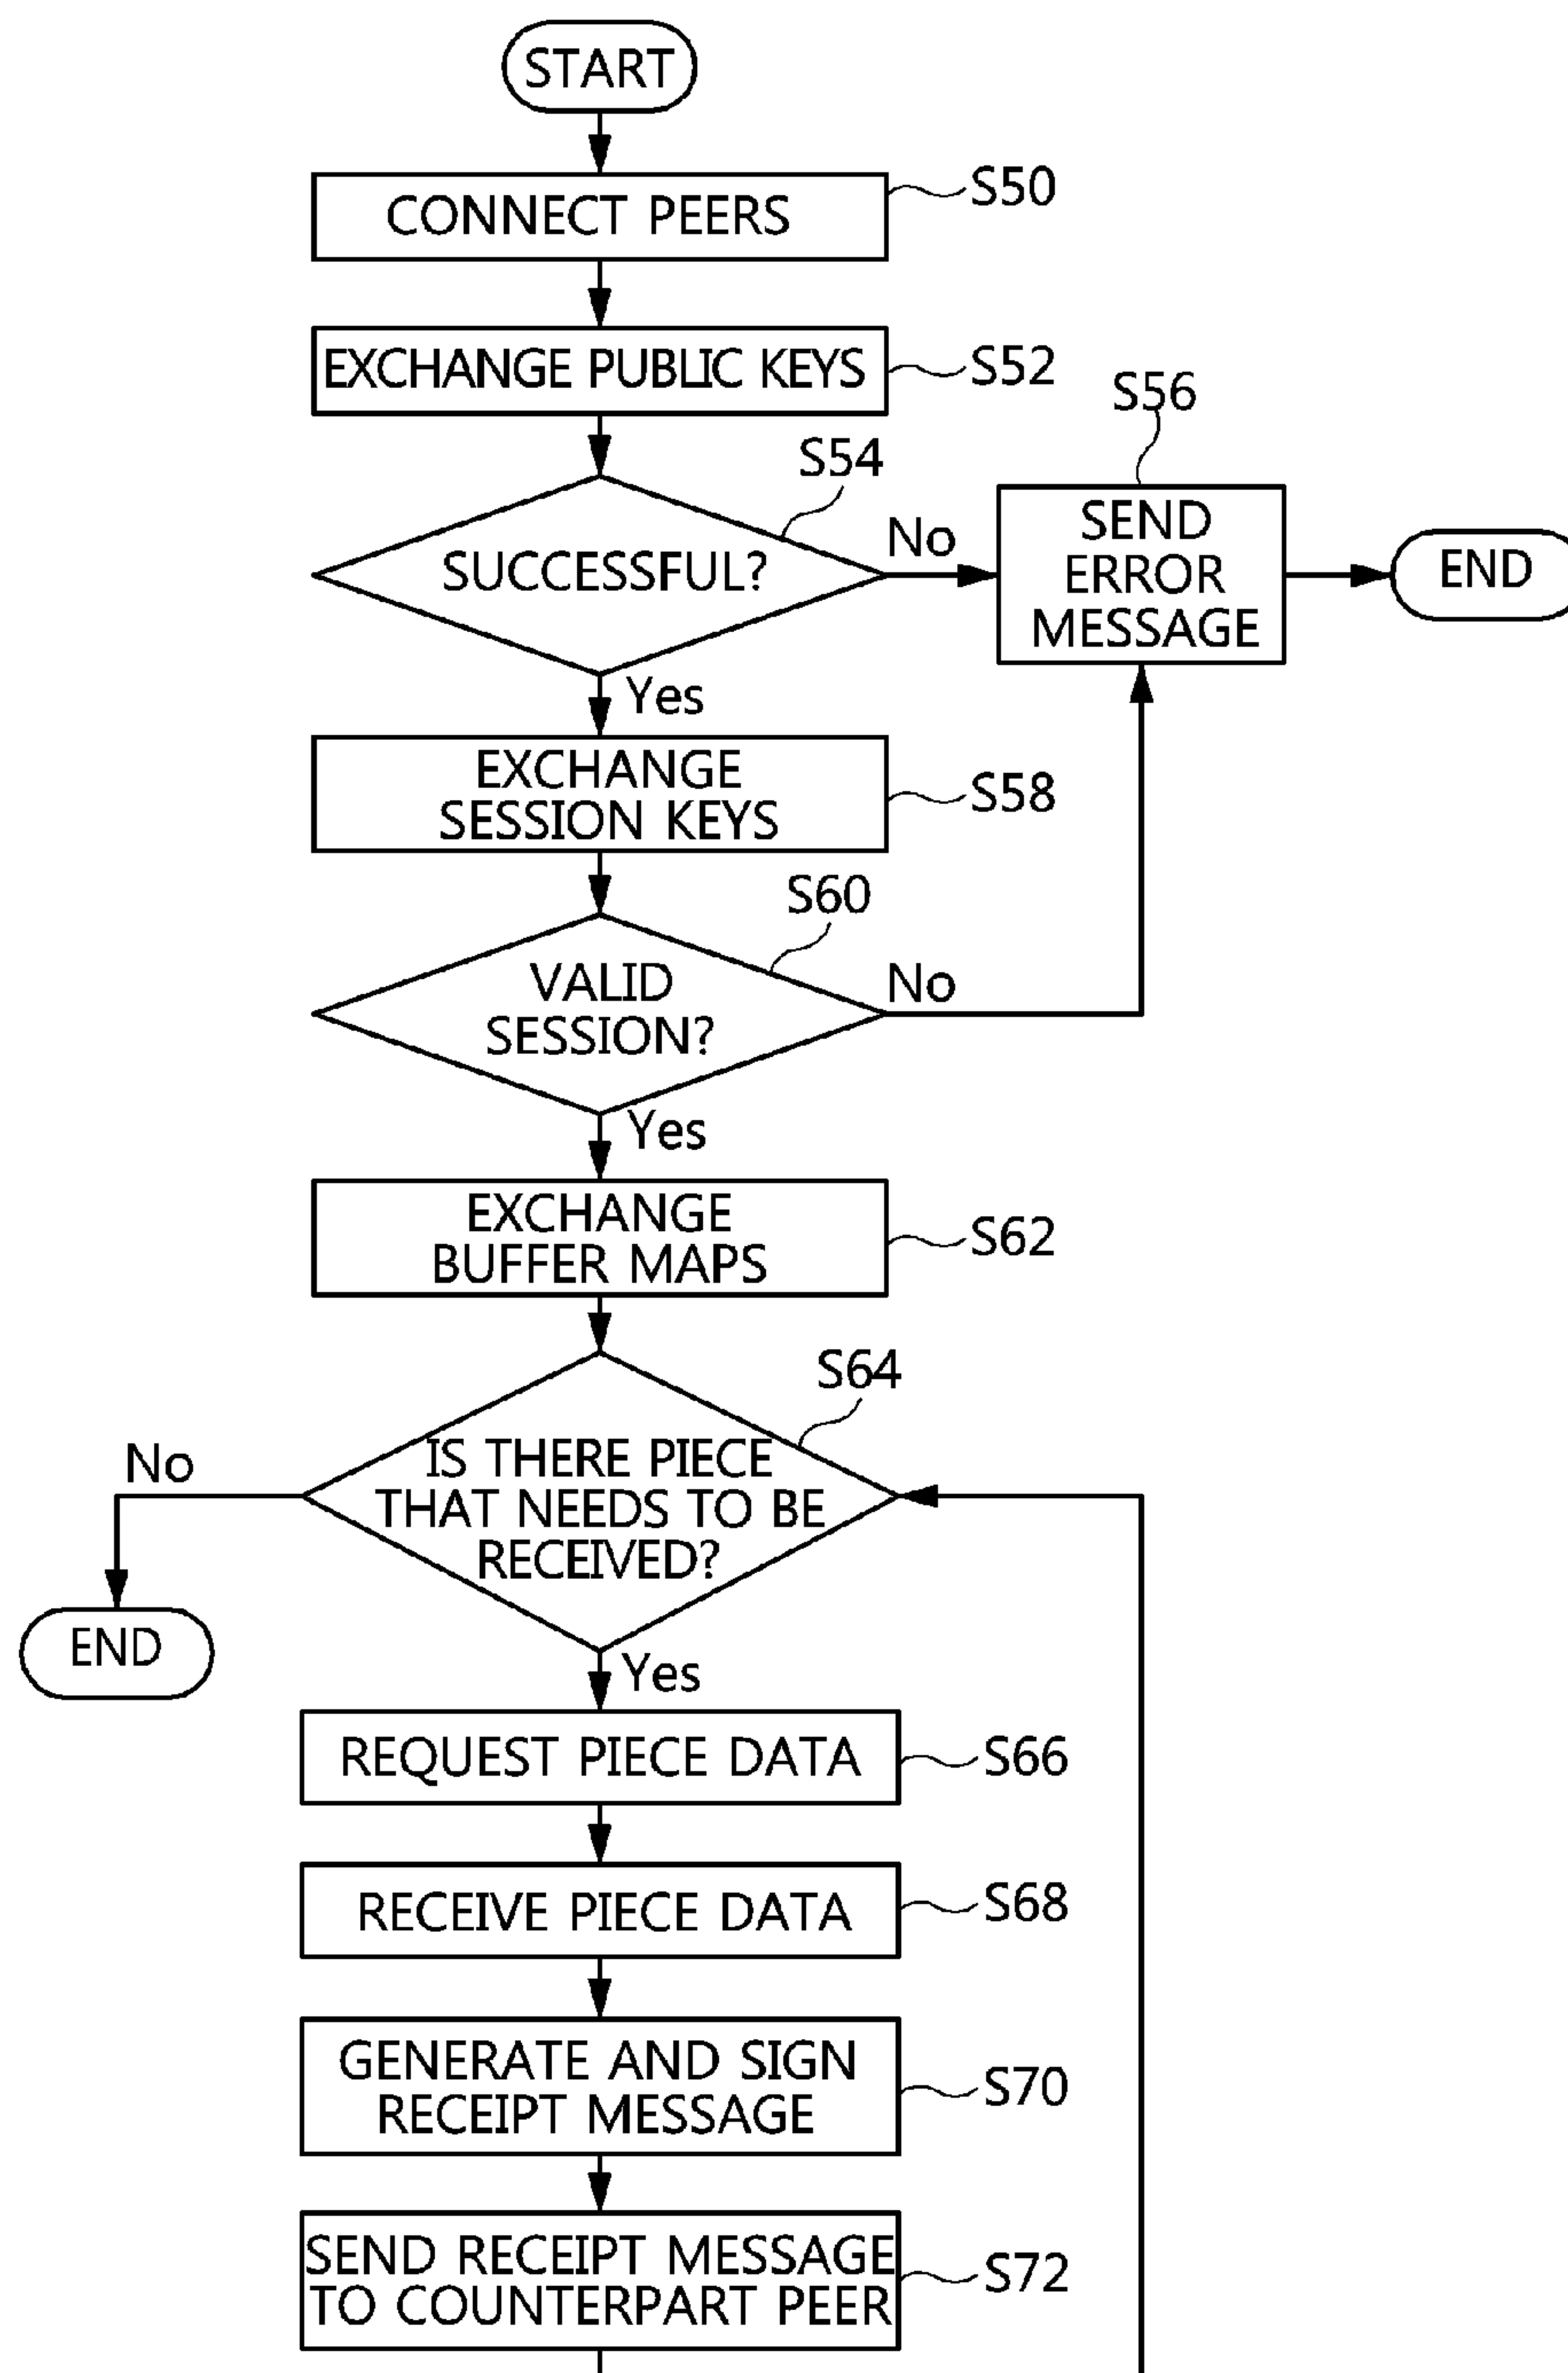 START
CONNECT PEERS
S50
EXCHANGE PUBLIC KEYS
S52
S54
SUCCESSFUL?
No
S56
SEND
ERROR
MESSAGE
END
Yes
EXCHANGE
SESSION KEYS
S58
S60
VALID
SESSION?
No
Yes
EXCHANGE
BUFFER MAPS
S62
S64
IS THERE PIECE
THAT NEEDS TO BE
RECEIVED?
No
END
Yes
REQUEST PIECE DATA
S66
RECEIVE PIECE DATA
S68
GENERATE AND SIGN
RECEIPT MESSAGE
S70
SEND RECEIPT MESSAGE
TO COUNTERPART PEER
S72